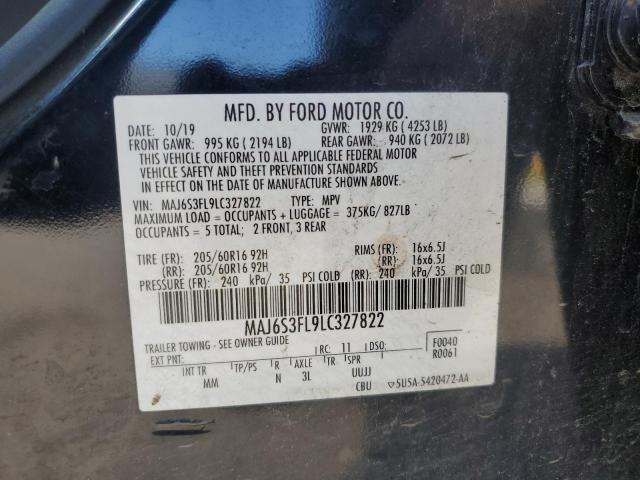 MFD. BY FORD MOTOR CO.
DATE: 10/19 GVWR: 1929 KG ( 4253 LB)
FRONT GAWR: 995 KG ( 2194 LB) REAR GAWR: 940 KG ( 2072 LB)
THIS VEHICLE CONFORMS TO ALL APPLICABLE FEDERAL MOTOR
VEHICLE SAFETY AND THEFT PREVENTION STANDARDS
IN EFFECT ON THE DATE OF MANUFACTURE SHOWN ABOVE.
VIN: MAJ6S3FL9LC327822 TYPE: MPV
MAXIMUM LOAD = OCCUPANTS + LUGGAGE = 375KG/ 827LB
OCCUPANTS = 5 TOTAL; 2 FRONT, 3 REAR
TIRE (FR): 205/60R16 92H RIMS (FR): 16x6.5J
(RR): 205/60R16 92H (RR): 16x6.5J
PRESSURE (FR): 240 kPa/ 35 PSI COLD (RR): 240 kPa/ 35 PSI COLD
MAJ6S3FL9LC327822
TRAILER TOWING - SEE OWNER GUIDE F0040
EXT PNT: RC: 11 DSO: R0061
INT TR TP/PS R AXLE TR SPR UUJJ
MM N 3L CBU ▽5U5A-5420472-AA